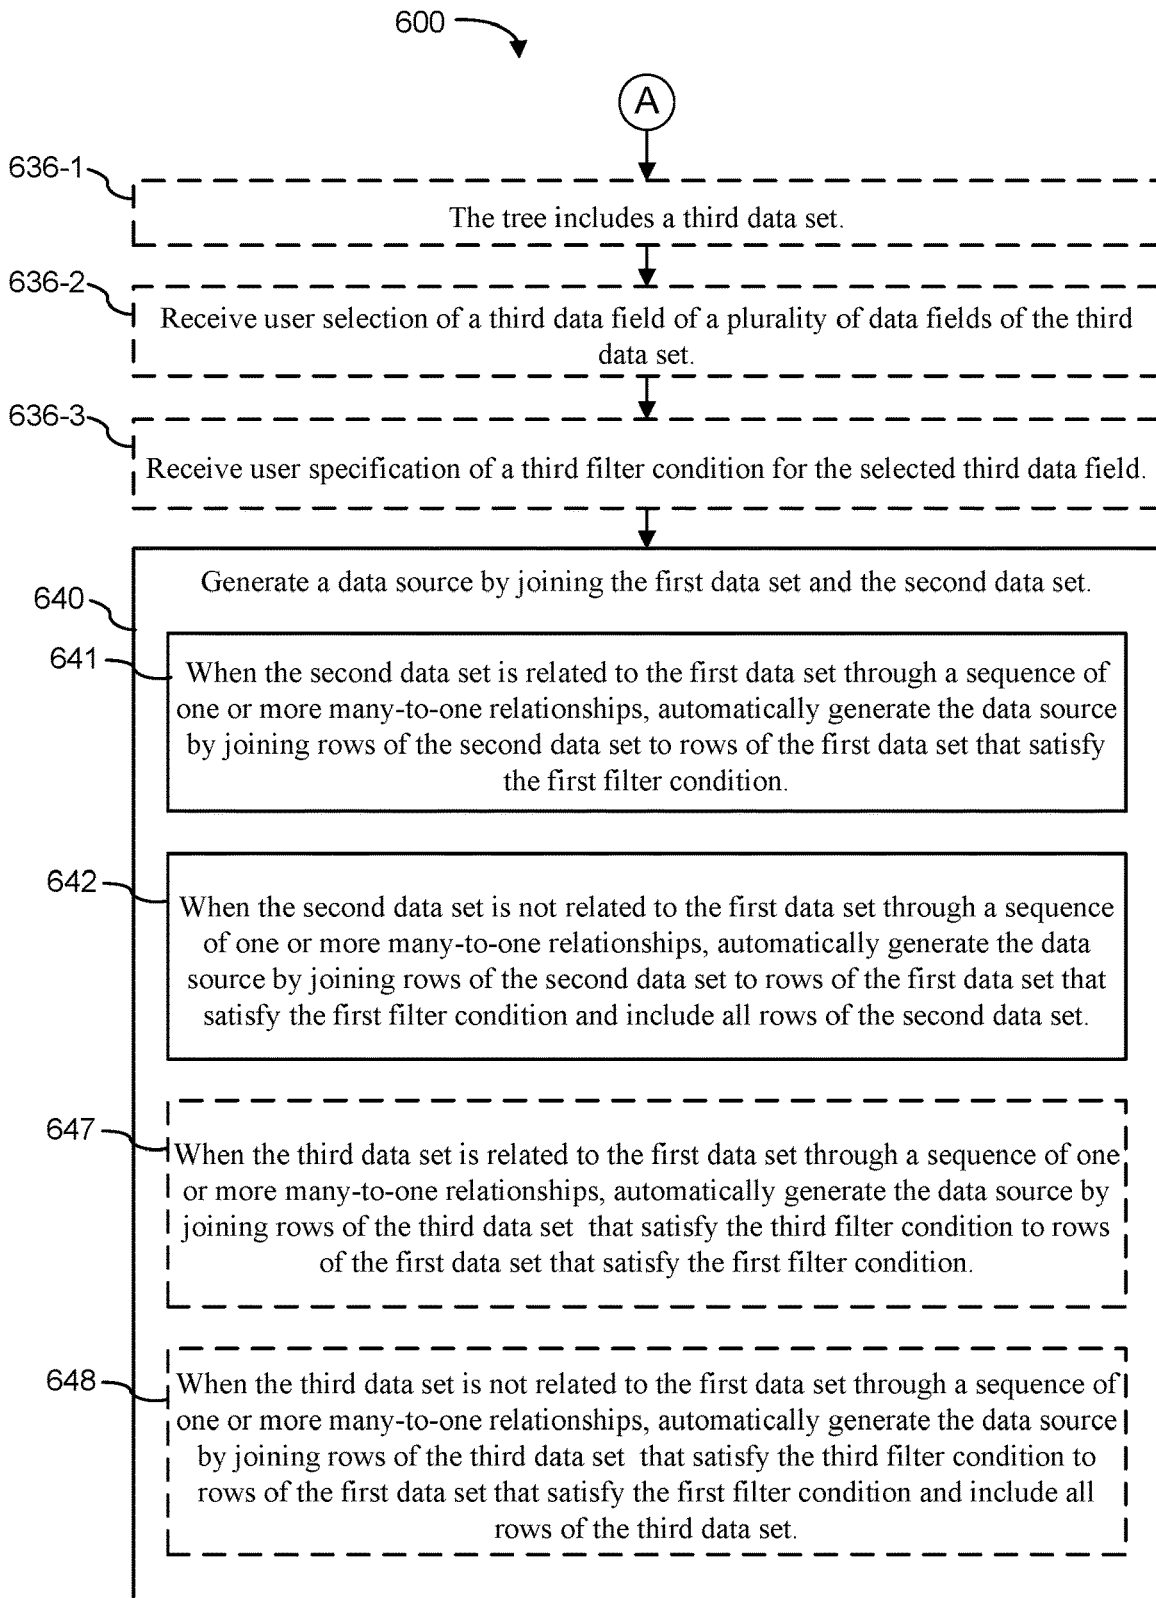 600
A
636-1
The tree includes a third data set.
636-2
Receive user selection of a third data field of a plurality of data fields of the third
data set.
636-3
Receive user specification of a third filter condition for the selected third data field.
640
Generate a data source by joining the first data set and the second data set.
641
When the second data set is related to the first data set through a sequence of
one or more many-to-one relationships, automatically generate the data source
by joining rows of the second data set to rows of the first data set that satisfy
the first filter condition.
642
When the second data set is not related to the first data set through a sequence
of one or more many-to-one relationships, automatically generate the data
source by joining rows of the second data set to rows of the first data set that
satisfy the first filter condition and include all rows of the second data set.
647
When the third data set is related to the first data set through a sequence of one
or more many-to-one relationships, automatically generate the data source by
joining rows of the third data set that satisfy the third filter condition to rows
of the first data set that satisfy the first filter condition.
648
When the third data set is not related to the first data set through a sequence of
one or more many-to-one relationships, automatically generate the data source
by joining rows of the third data set that satisfy the third filter condition to
rows of the first data set that satisfy the first filter condition and include all
rows of the third data set.